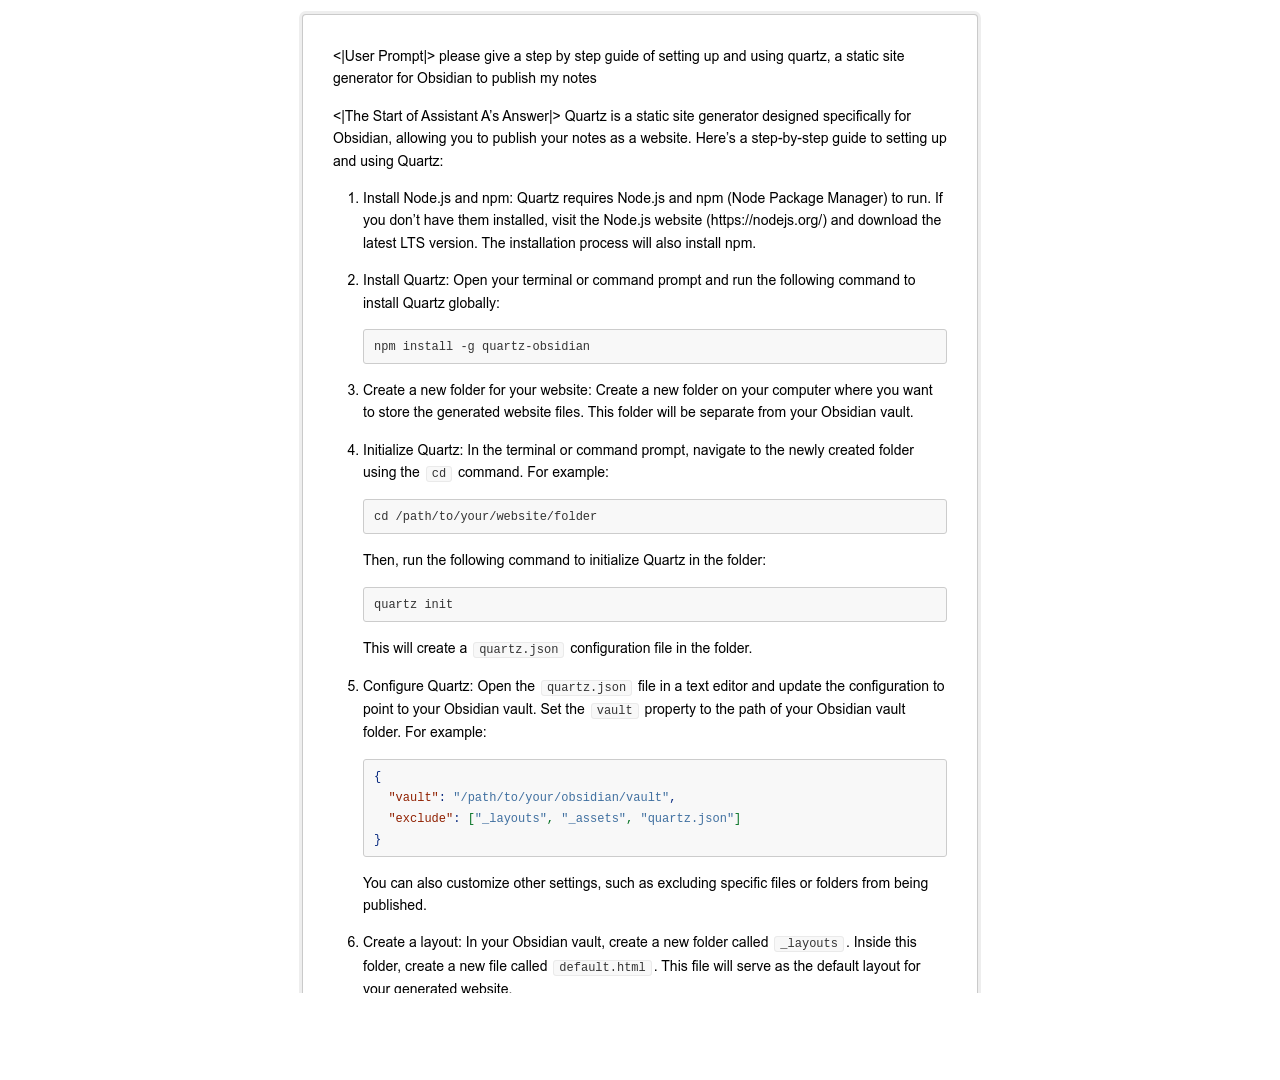 <|User Prompt|> please give a step by step guide of setting up and using quartz, a static site
generator for Obsidian to publish my notes
<|The Start of Assistant A’s Answer|> Quartz is a static site generator designed specifically for
Obsidian, allowing you to publish your notes as a website. Here’s a step-by-step guide to setting up
and using Quartz:
1. Install Node.js and npm: Quartz requires Node.js and npm (Node Package Manager) to run. If
you don’t have them installed, visit the Node.js website (https://nodejs.org/) and download the
latest LTS version. The installation process will also install npm.
2. Install Quartz: Open your terminal or command prompt and run the following command to
install Quartz globally:
npm install -g quartz-obsidian
3. Create a new folder for your website: Create a new folder on your computer where you want
to store the generated website files. This folder will be separate from your Obsidian vault.
4. Initialize Quartz: In the terminal or command prompt, navigate to the newly created folder
using the cd command. For example:
cd /path/to/your/website/folder
Then, run the following command to initialize Quartz in the folder:
quartz init
This will create a quartz.json configuration file in the folder.
5. Configure Quartz: Open the quartz.json file in a text editor and update the configuration to
point to your Obsidian vault. Set the vault property to the path of your Obsidian vault
folder. For example:
{
"vault": "/path/to/your/obsidian/vault",
"exclude": ["_layouts", "_assets", "quartz.json"]
}
You can also customize other settings, such as excluding specific files or folders from being
published.
6. Create a layout: In your Obsidian vault, create a new folder called _layouts. Inside this
folder, create a new file called default.html. This file will serve as the default layout for
your generated website.